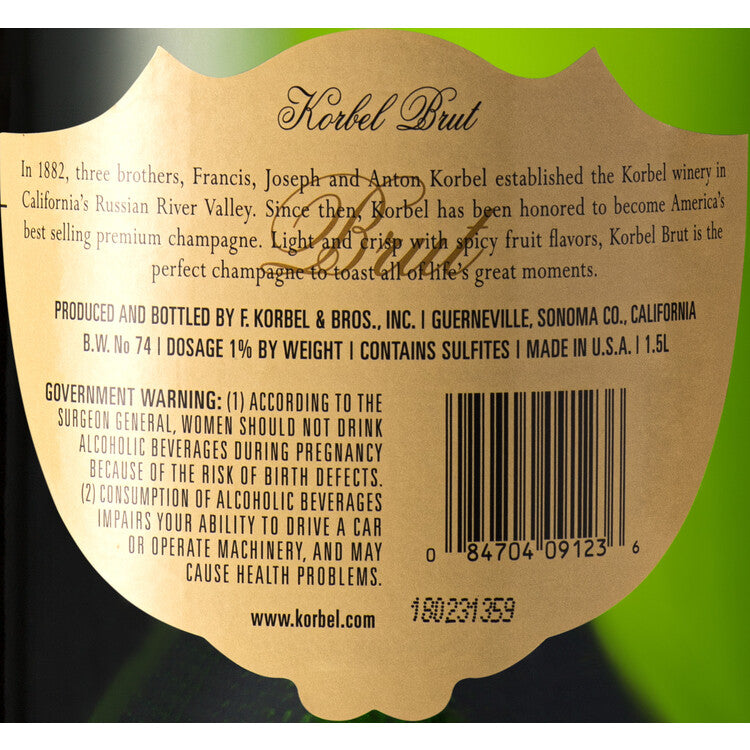 Korbel Brut
In 1882, three brothers, Francis, Joseph and Anton Korbel established the Korbel winery in
California's Russian River Valley. Since then, Korbel has been honored to become America's
best selling premium champagne. Light and crisp with spicy fruit flavors, Korbel Brut is the
perfect champagne to toast all of life's great moments.
Brut
PRODUCED AND BOTTLED BY F. KORBEL & BROS., INC. | GUERNEVILLE, SONOMA CO., CALIFORNIA
B.W. No 74 | DOSAGE 1% BY WEIGHT | CONTAINS SULFITES | MADE IN U.S.A. | 1.5L
GOVERNMENT WARNING: (1) ACCORDING TO THE
SURGEON GENERAL, WOMEN SHOULD NOT DRINK
ALCOHOLIC BEVERAGES DURING PREGNANCY
BECAUSE OF THE RISK OF BIRTH DEFECTS.
(2) CONSUMPTION OF ALCOHOLIC BEVERAGES
IMPAIRS YOUR ABILITY TO DRIVE A CAR
OR OPERATE MACHINERY, AND MAY
CAUSE HEALTH PROBLEMS.
www.korbel.com
0 84704 09123 6
180231359